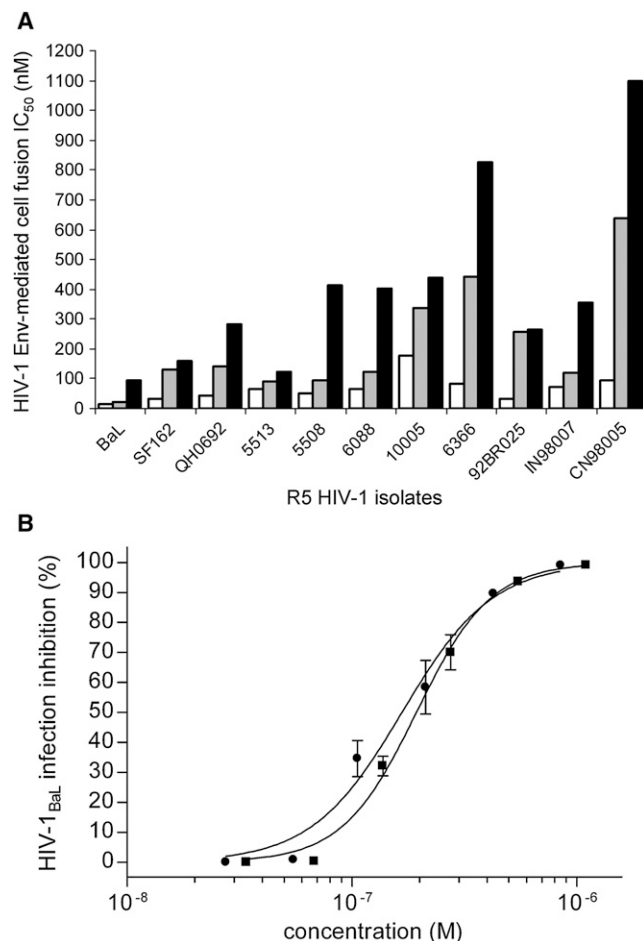 A
HIV-1 Env-mediated cell fusion IC50 (nM)
1200
1100
1000
900
800
700
600
500
400
300
200
100
0
BaL
SF162
QH0692
5513
5508
6088
10005
6366
92BR025
IN98007
CN98005
R5 HIV-1 isolates
B
HIV-1BaL infection inhibition (%)
100
90
80
70
60
50
40
30
20
10
0
10-8
10-7
10-6
concentration (M)